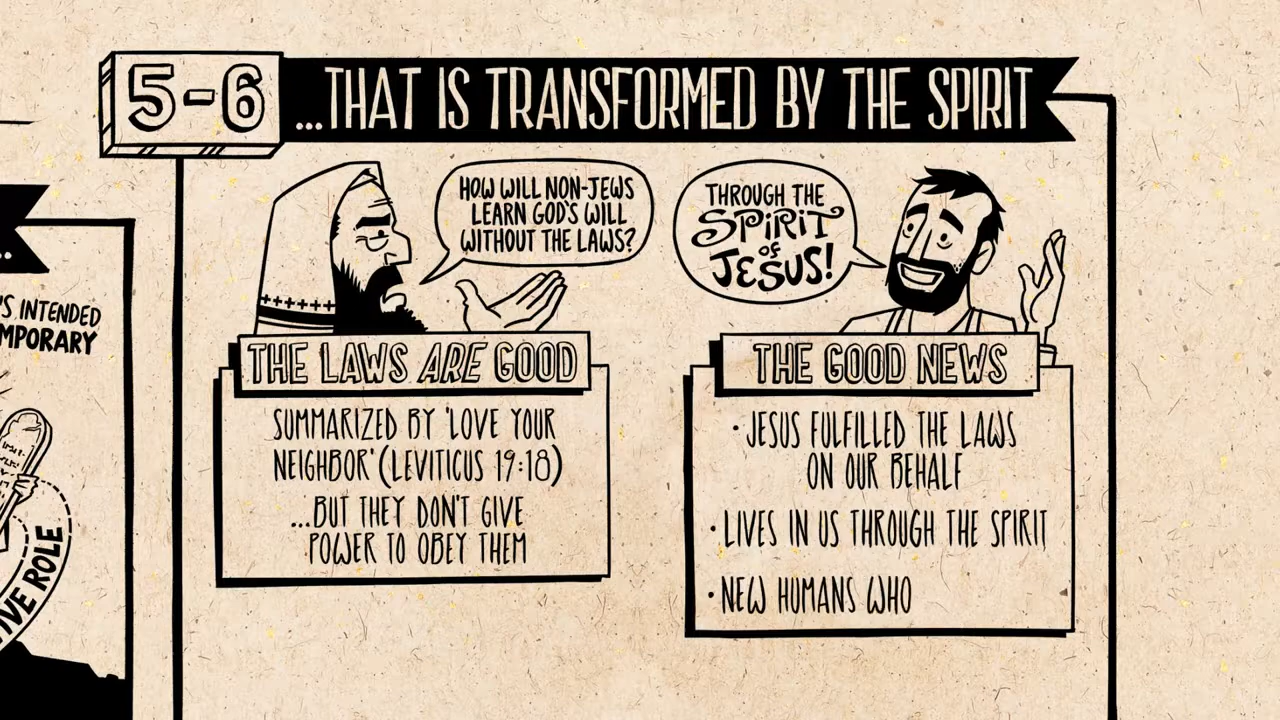 5-6
...THAT IS TRANSFORMED BY THE SPIRIT
HOW WILL NON-JEWS
LEARN GOD'S WILL
WITHOUT THE LAWS?
THROUGH THE
SPIRIT
OF
JESUS!
THE LAWS ARE GOOD
SUMMARIZED BY 'LOVE YOUR
NEIGHBOR' (LEVITICUS 19:18)
...BUT THEY DON'T GIVE
POWER TO OBEY THEM
THE GOOD NEWS
• JESUS FULFILLED THE LAWS
ON OUR BEHALF
• LIVES IN US THROUGH THE SPIRIT
• NEW HUMANS WHO
...
INTENDED
ROLE